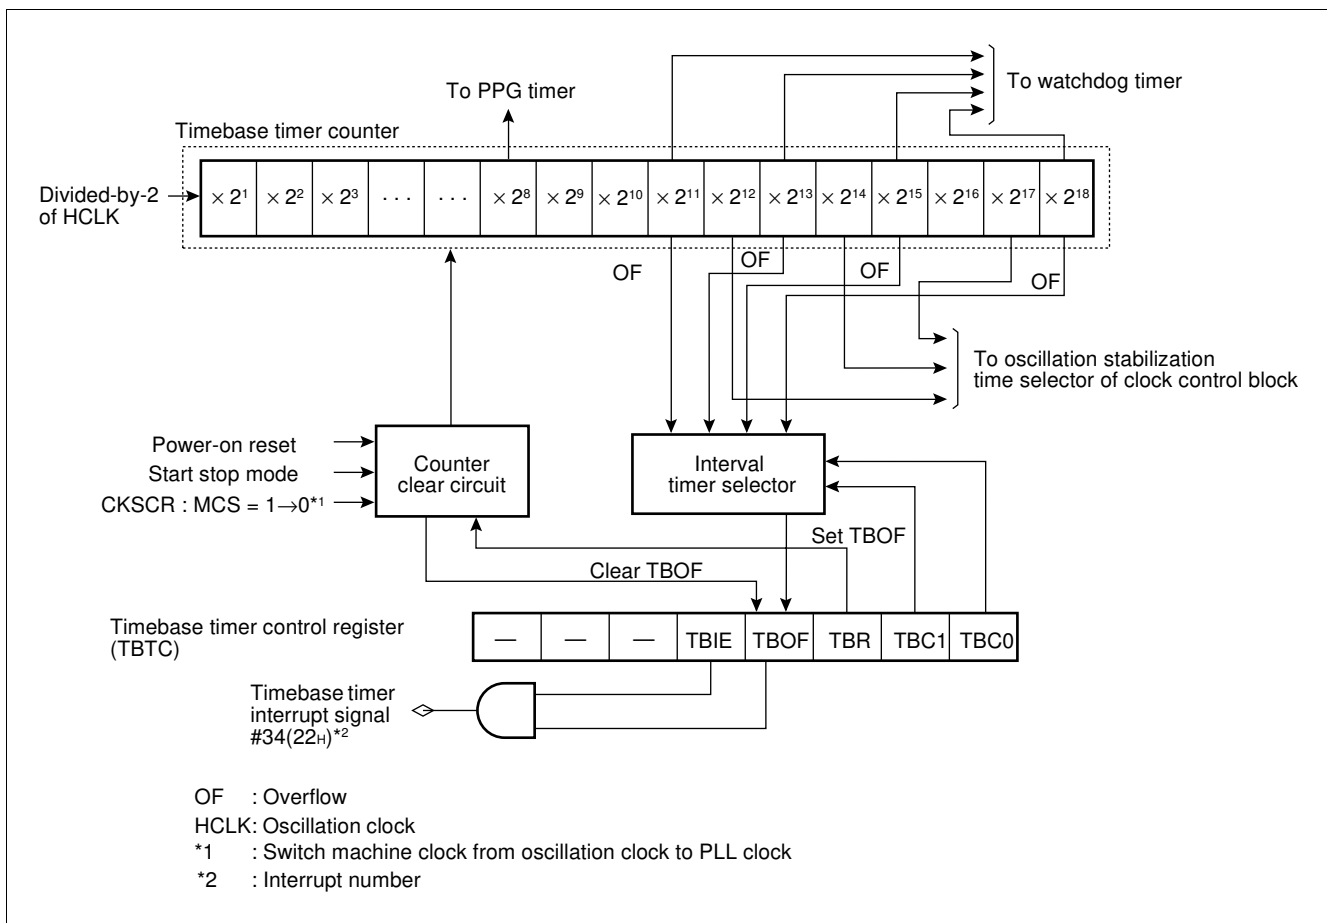 To watchdog timer
To PPG timer
Timebase timer counter
Divided-by-2
of HCLK
× 2¹ × 2² × 2³ · · · · · · × 2⁸ × 2⁹ × 2¹⁰ × 2¹¹ × 2¹² × 2¹³ × 2¹⁴ × 2¹⁵ × 2¹⁶ × 2¹⁷ × 2¹⁸
OF OF OF OF
To oscillation stabilization
time selector of clock control block
Power-on reset
Start stop mode
CKSCR : MCS = 1→0*¹
Counter
clear circuit
Interval
timer selector
Set TBOF
Clear TBOF
Timebase timer control register
(TBTC)
— — — TBIE TBOF TBR TBC1 TBC0
Timebase timer
interrupt signal
#34(22H)*²
OF : Overflow
HCLK: Oscillation clock
*1 : Switch machine clock from oscillation clock to PLL clock
*2 : Interrupt number